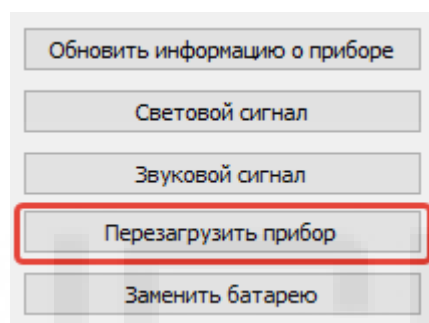 Обновить информацию о приборе
Световой сигнал
Звуковой сигнал
Перезагрузить прибор
Заменить батарею